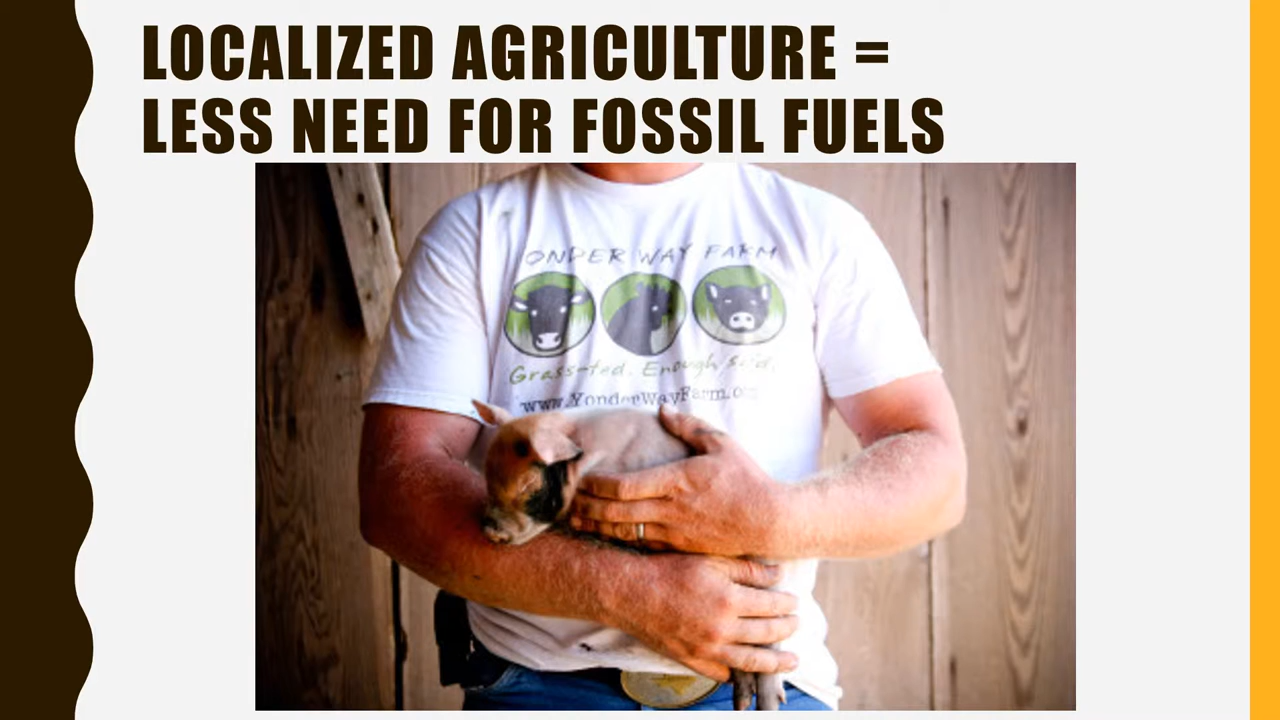 LOCALIZED AGRICULTURE =
LESS NEED FOR FOSSIL FUELS
YONDER WAY FARM
Grass-fed. Enough said.
www.YonderWayFarm.com